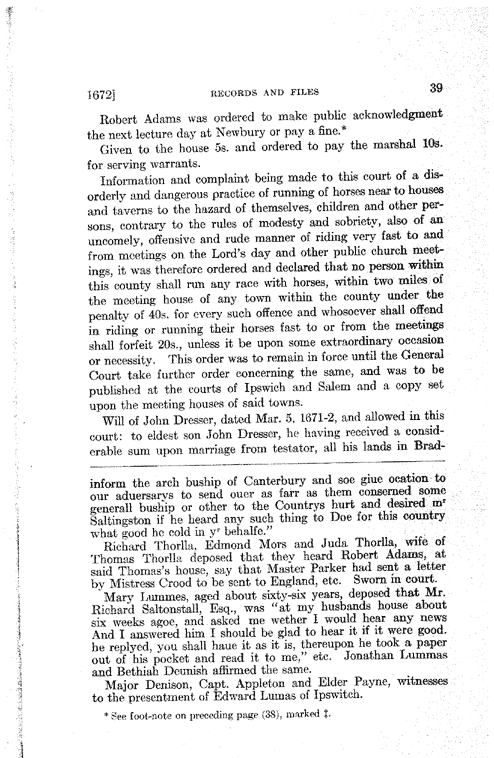 1672] RECORDS AND FILES 39
Robert Adams was ordered to make public acknowledgment
the next lecture day at Newbury or pay a fine.*
Given to the house 5s. and ordered to pay the marshal 10s.
for serving warrants.
Information and complaint being made to this court of a dis-
orderly and dangerous practice of running of horses near to houses
and taverns to the hazard of themselves, children and other per-
sons, contrary to the rules of modesty and sobriety, also of an
uncomely, offensive and rude manner of riding very fast to and
from meetings on the Lord's day and other public church meet-
ings, it was therefore ordered and declared that no person within
this county shall run any race with horses, within two miles of
the meeting house of any town within the county under the
penalty of 40s. for every such offence and whosoever shall offend
in riding or running their horses fast to or from the meetings
shall forfeit 20s., unless it be upon some extraordinary occasion
or necessity. This order was to remain in force until the General
Court take further order concerning the same, and was to be
published at the courts of Ipswich and Salem and a copy set
upon the meeting houses of said towns.
Will of John Dresser, dated Mar. 5, 1671-2, and allowed in this
court: to eldest son John Dresser, he having received a consid-
erable sum upon marriage from testator, all his lands in Brad-
inform the arch buship of Canterbury and soe giue ocation to
our aduersarys to send ouer as farr as them conserned some
generall buship or other to the Countrys hurt and desired mr
Saltingston if he heard any such thing to Doe for this country
what good he cold in yr behalfe."
Richard Thorlla, Edmond Mors and Juda Thorlla, wife of
Thomas Thorlla deposed that they heard Robert Adams, at
said Thomas's house, say that Master Parker had sent a letter
by Mistress Crood to be sent to England, etc. Sworn in court.
Mary Lummes, aged about sixty-six years, deposed that Mr.
Richard Saltonstall, Esq., was "at my husbands house about
six weeks agoe, and asked me wether I would hear any news
And I answered him I should be glad to hear it if it were good.
he replyed, you shall haue it as it is, thereupon he took a paper
out of his pocket and read it to me," etc. Jonathan Lummas
and Bethiah Deunish affirmed the same.
Major Denison, Capt. Appleton and Elder Payne, witnesses
to the presentment of Edward Lumas of Ipswitch.
* See foot-note on preceding page (38), marked ‡.